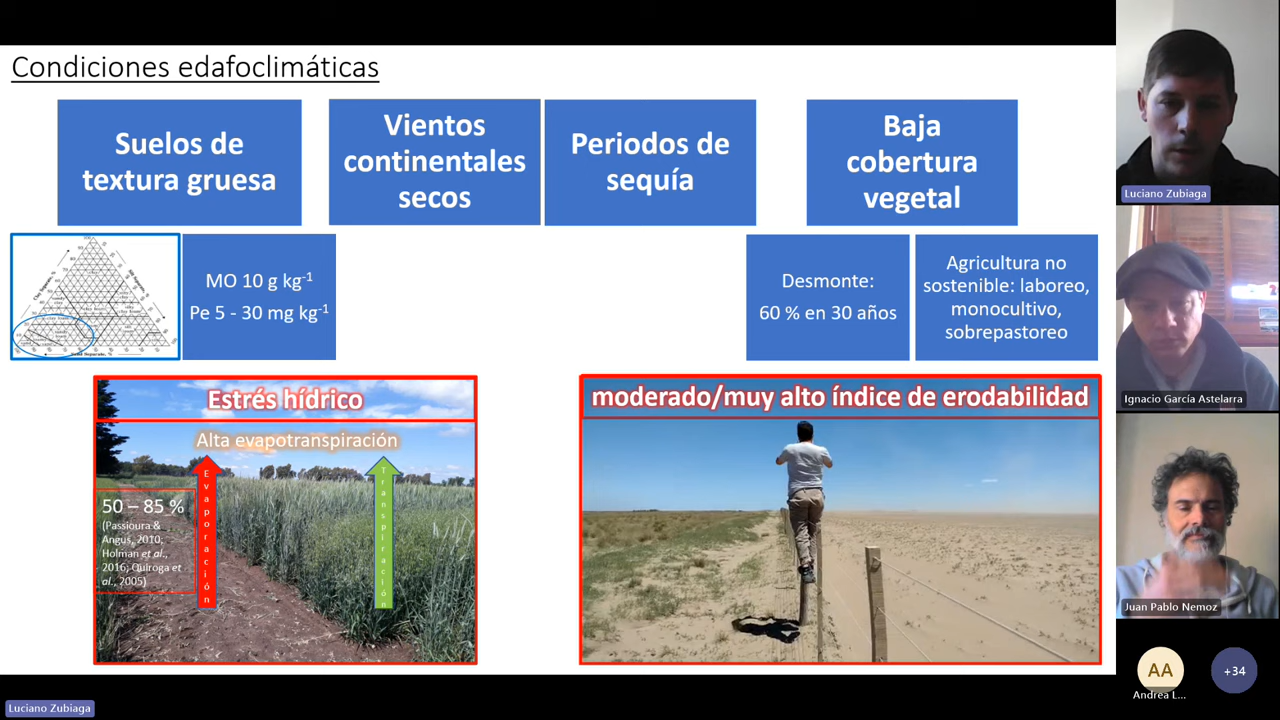 Condiciones edafoclimáticas
Suelos de
textura gruesa
Vientos
continentales
secos
Periodos de
sequía
Baja
cobertura
vegetal
MO 10 g kg-1
Pe 5 - 30 mg kg-1
Desmonte:
60 % en 30 años
Agricultura no
sostenible: laboreo,
monocultivo,
sobrepastoreo
Estrés hídrico
Alta evapotranspiración
Evaporación
Transpiración
50 – 85 %
(Passioura &
Angus, 2010;
Holman et al.,
2016; Quiroga et
al., 2005)
moderado/muy alto índice de erodabilidad
Luciano Zubiaga
Ignacio García Astelarra
Juan Pablo Nemoz
AA
Andrea L...
+34
Luciano Zubiaga